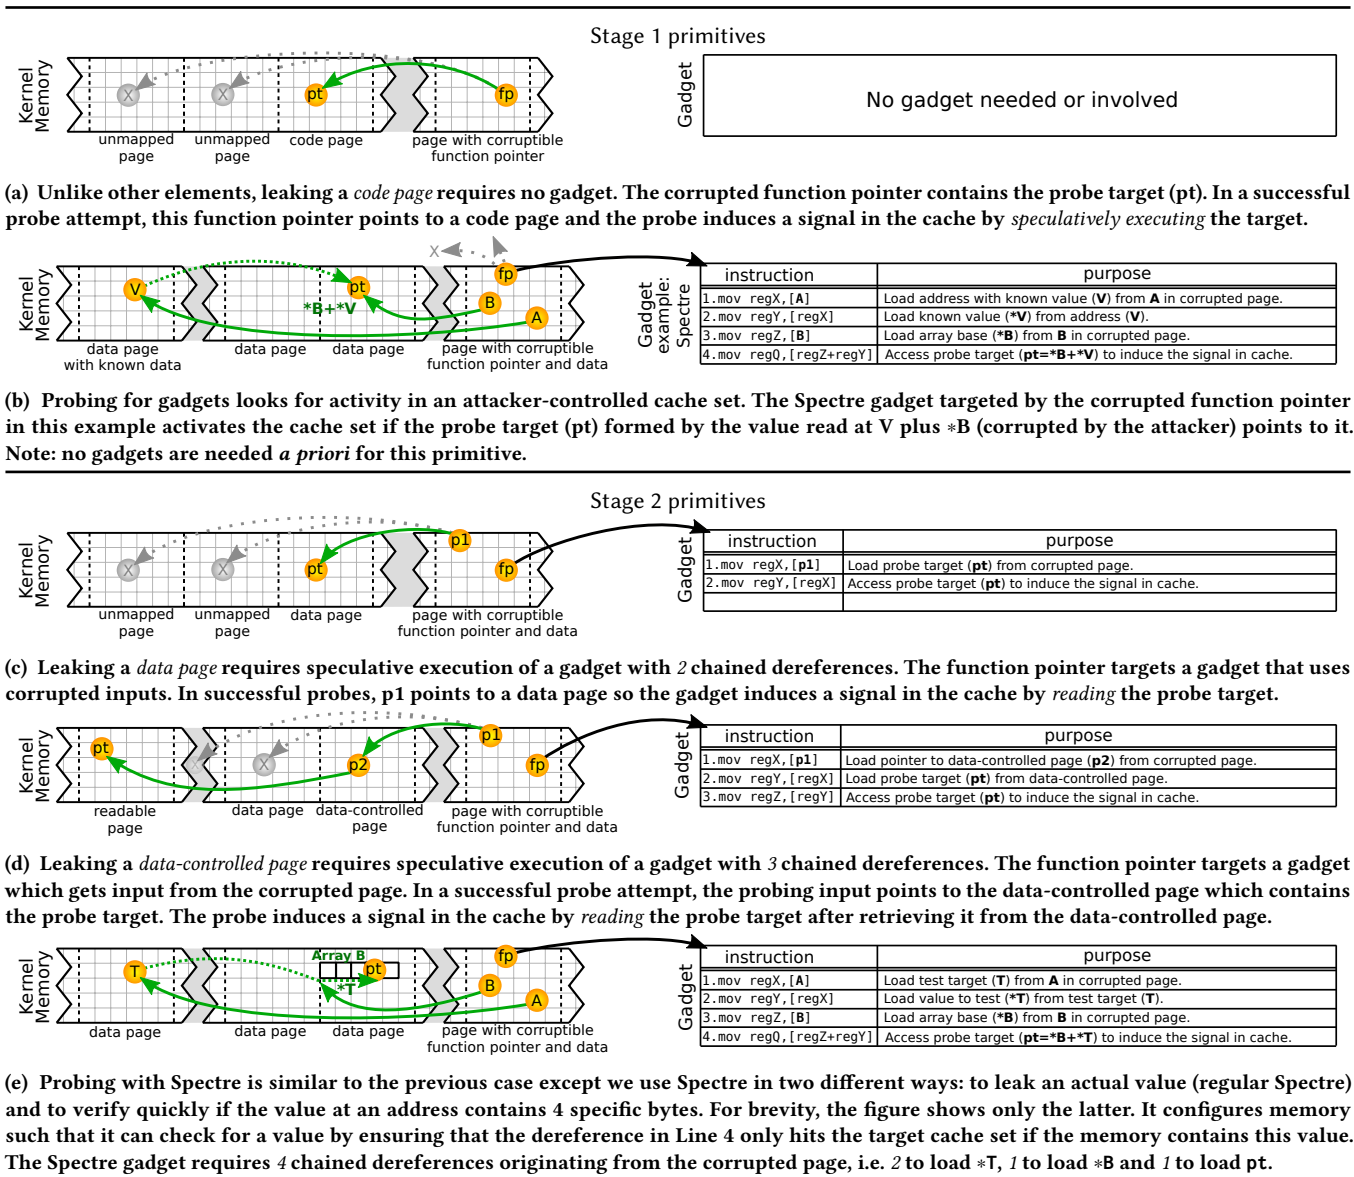 Stage 1 primitives
Kernel Memory
X
X
pt
fp
unmapped page
unmapped page
code page
page with corruptible function pointer
Gadget
No gadget needed or involved
(a) Unlike other elements, leaking a code page requires no gadget. The corrupted function pointer contains the probe target (pt). In a successful
probe attempt, this function pointer points to a code page and the probe induces a signal in the cache by speculatively executing the target.
Kernel Memory
X
fp
V
pt
B
A
*B+*V
data page with known data
data page
data page
page with corruptible function pointer and data
Gadget example: Spectre
instruction purpose
1.mov regX,[A] Load address with known value (V) from A in corrupted page.
2.mov regY,[regX] Load known value (*V) from address (V).
3.mov regZ,[B] Load array base (*B) from B in corrupted page.
4.mov regQ,[regZ+regY] Access probe target (pt=*B+*V) to induce the signal in cache.
(b) Probing for gadgets looks for activity in an attacker-controlled cache set. The Spectre gadget targeted by the corrupted function pointer
in this example activates the cache set if the probe target (pt) formed by the value read at V plus ∗B (corrupted by the attacker) points to it.
Note: no gadgets are needed a priori for this primitive.
Stage 2 primitives
Kernel Memory
X
X
pt
p1
fp
unmapped page
unmapped page
data page
page with corruptible function pointer and data
Gadget
instruction purpose
1.mov regX,[p1] Load probe target (pt) from corrupted page.
2.mov regY,[regX] Access probe target (pt) to induce the signal in cache.
(c) Leaking a data page requires speculative execution of a gadget with 2 chained dereferences. The function pointer targets a gadget that uses
corrupted inputs. In successful probes, p1 points to a data page so the gadget induces a signal in the cache by reading the probe target.
Kernel Memory
pt
X
X
p2
p1
fp
readable page
data page
data-controlled page
page with corruptible function pointer and data
Gadget
instruction purpose
1.mov regX,[p1] Load pointer to data-controlled page (p2) from corrupted page.
2.mov regY,[regX] Load probe target (pt) from data-controlled page.
3.mov regZ,[regY] Access probe target (pt) to induce the signal in cache.
(d) Leaking a data-controlled page requires speculative execution of a gadget with 3 chained dereferences. The function pointer targets a gadget
which gets input from the corrupted page. In a successful probe attempt, the probing input points to the data-controlled page which contains
the probe target. The probe induces a signal in the cache by reading the probe target after retrieving it from the data-controlled page.
Kernel Memory
T
Array B
pt
*T
fp
B
A
data page
data page
data page
page with corruptible function pointer and data
Gadget
instruction purpose
1.mov regX,[A] Load test target (T) from A in corrupted page.
2.mov regY,[regX] Load value to test (*T) from test target (T).
3.mov regZ,[B] Load array base (*B) from B in corrupted page.
4.mov regQ,[regZ+regY] Access probe target (pt=*B+*T) to induce the signal in cache.
(e) Probing with Spectre is similar to the previous case except we use Spectre in two different ways: to leak an actual value (regular Spectre)
and to verify quickly if the value at an address contains 4 specific bytes. For brevity, the figure shows only the latter. It configures memory
such that it can check for a value by ensuring that the dereference in Line 4 only hits the target cache set if the memory contains this value.
The Spectre gadget requires 4 chained dereferences originating from the corrupted page, i.e. 2 to load ∗T, 1 to load ∗B and 1 to load pt.